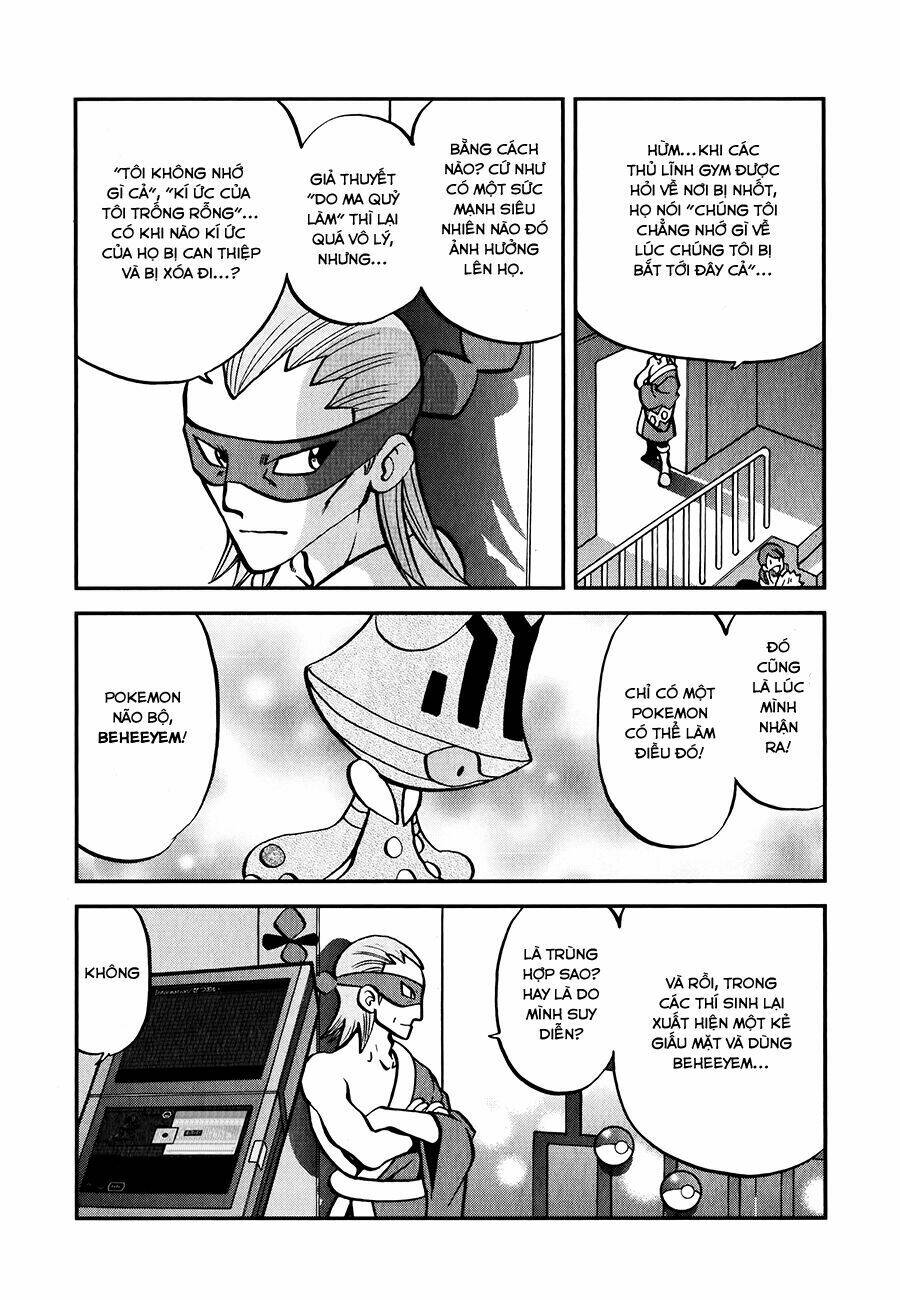 HỪM...KHI CÁC
THỦ LĨNH GYM ĐƯỢC
HỎI VỀ NƠI BỊ NHỐT,
HỌ NÓI “CHÚNG TÔI
CHẲNG NHỚ GÌ VỀ
LÚC CHÚNG TÔI BỊ
BẮT TỚI ĐÂY CẢ”...
BẰNG CÁCH
NÀO? CỨ NHƯ
CÓ MỘT SỨC
MẠNH SIÊU
NHIÊN NÀO ĐÓ
ẢNH HƯỞNG
LÊN HỌ.
GIẢ THUYẾT
“DO MA QUỶ
LÀM” THÌ LẠI
QUÁ VÔ LÝ,
NHƯNG...
“TÔI KHÔNG NHỚ
GÌ CẢ”, “KÍ ỨC CỦA
TÔI TRỐNG RỖNG”...
CÓ KHI NÀO KÍ ỨC
CỦA HỌ BỊ CAN THIỆP
VÀ BỊ XÓA ĐI...?
ĐÓ
CŨNG
LÀ LÚC
MÌNH
NHẬN
RA!
CHỈ CÓ MỘT
POKEMON
CÓ THỂ LÀM
ĐIỀU ĐÓ!
POKEMON
NÃO BỘ,
BEHEEYEM!
VÀ RỒI, TRONG
CÁC THÍ SINH LẠI
XUẤT HIỆN MỘT KẺ
GIẤU MẶT VÀ DÙNG
BEHEEYEM...
LÀ TRÙNG
HỢP SAO?
HAY LÀ DO
MÌNH SUY
DIỄN?
KHÔNG